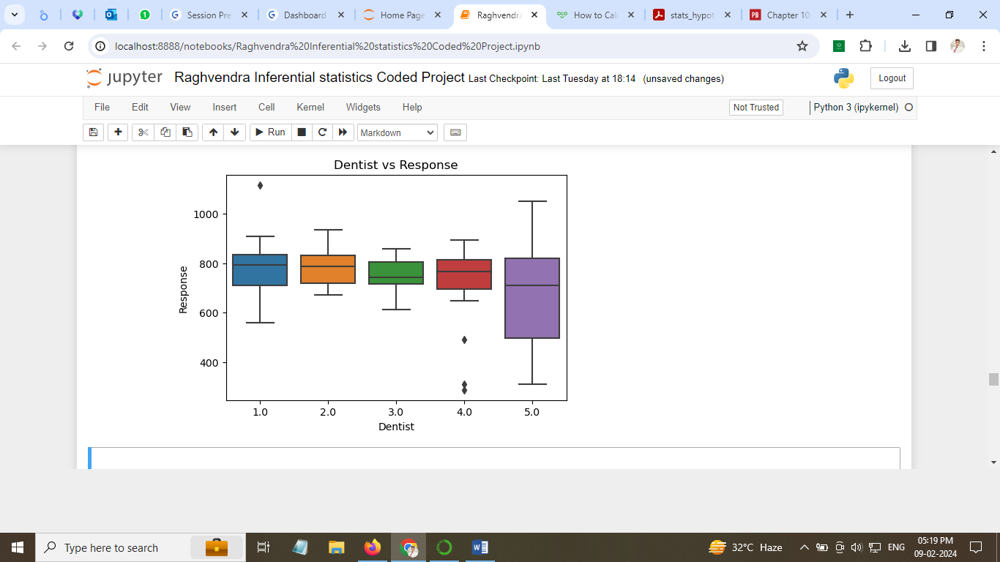 Session Pre
Dashboard
Home Page
Raghvendra
How to Calc
stats_hypot
Chapter 10
localhost:8888/notebooks/Raghvendra%20Inferential%20statistics%20Coded%20Project.ipynb
jupyter Raghvendra Inferential statistics Coded Project Last Checkpoint: Last Tuesday at 18:14 (unsaved changes)
Logout
File Edit View Insert Cell Kernel Widgets Help
Not Trusted
Python 3 (ipykernel)
Run
Markdown
Dentist vs Response
1000
800
600
400
Response
1.0 2.0 3.0 4.0 5.0
Dentist
Type here to search
32°C Haze
ENG
05:19 PM
09-02-2024